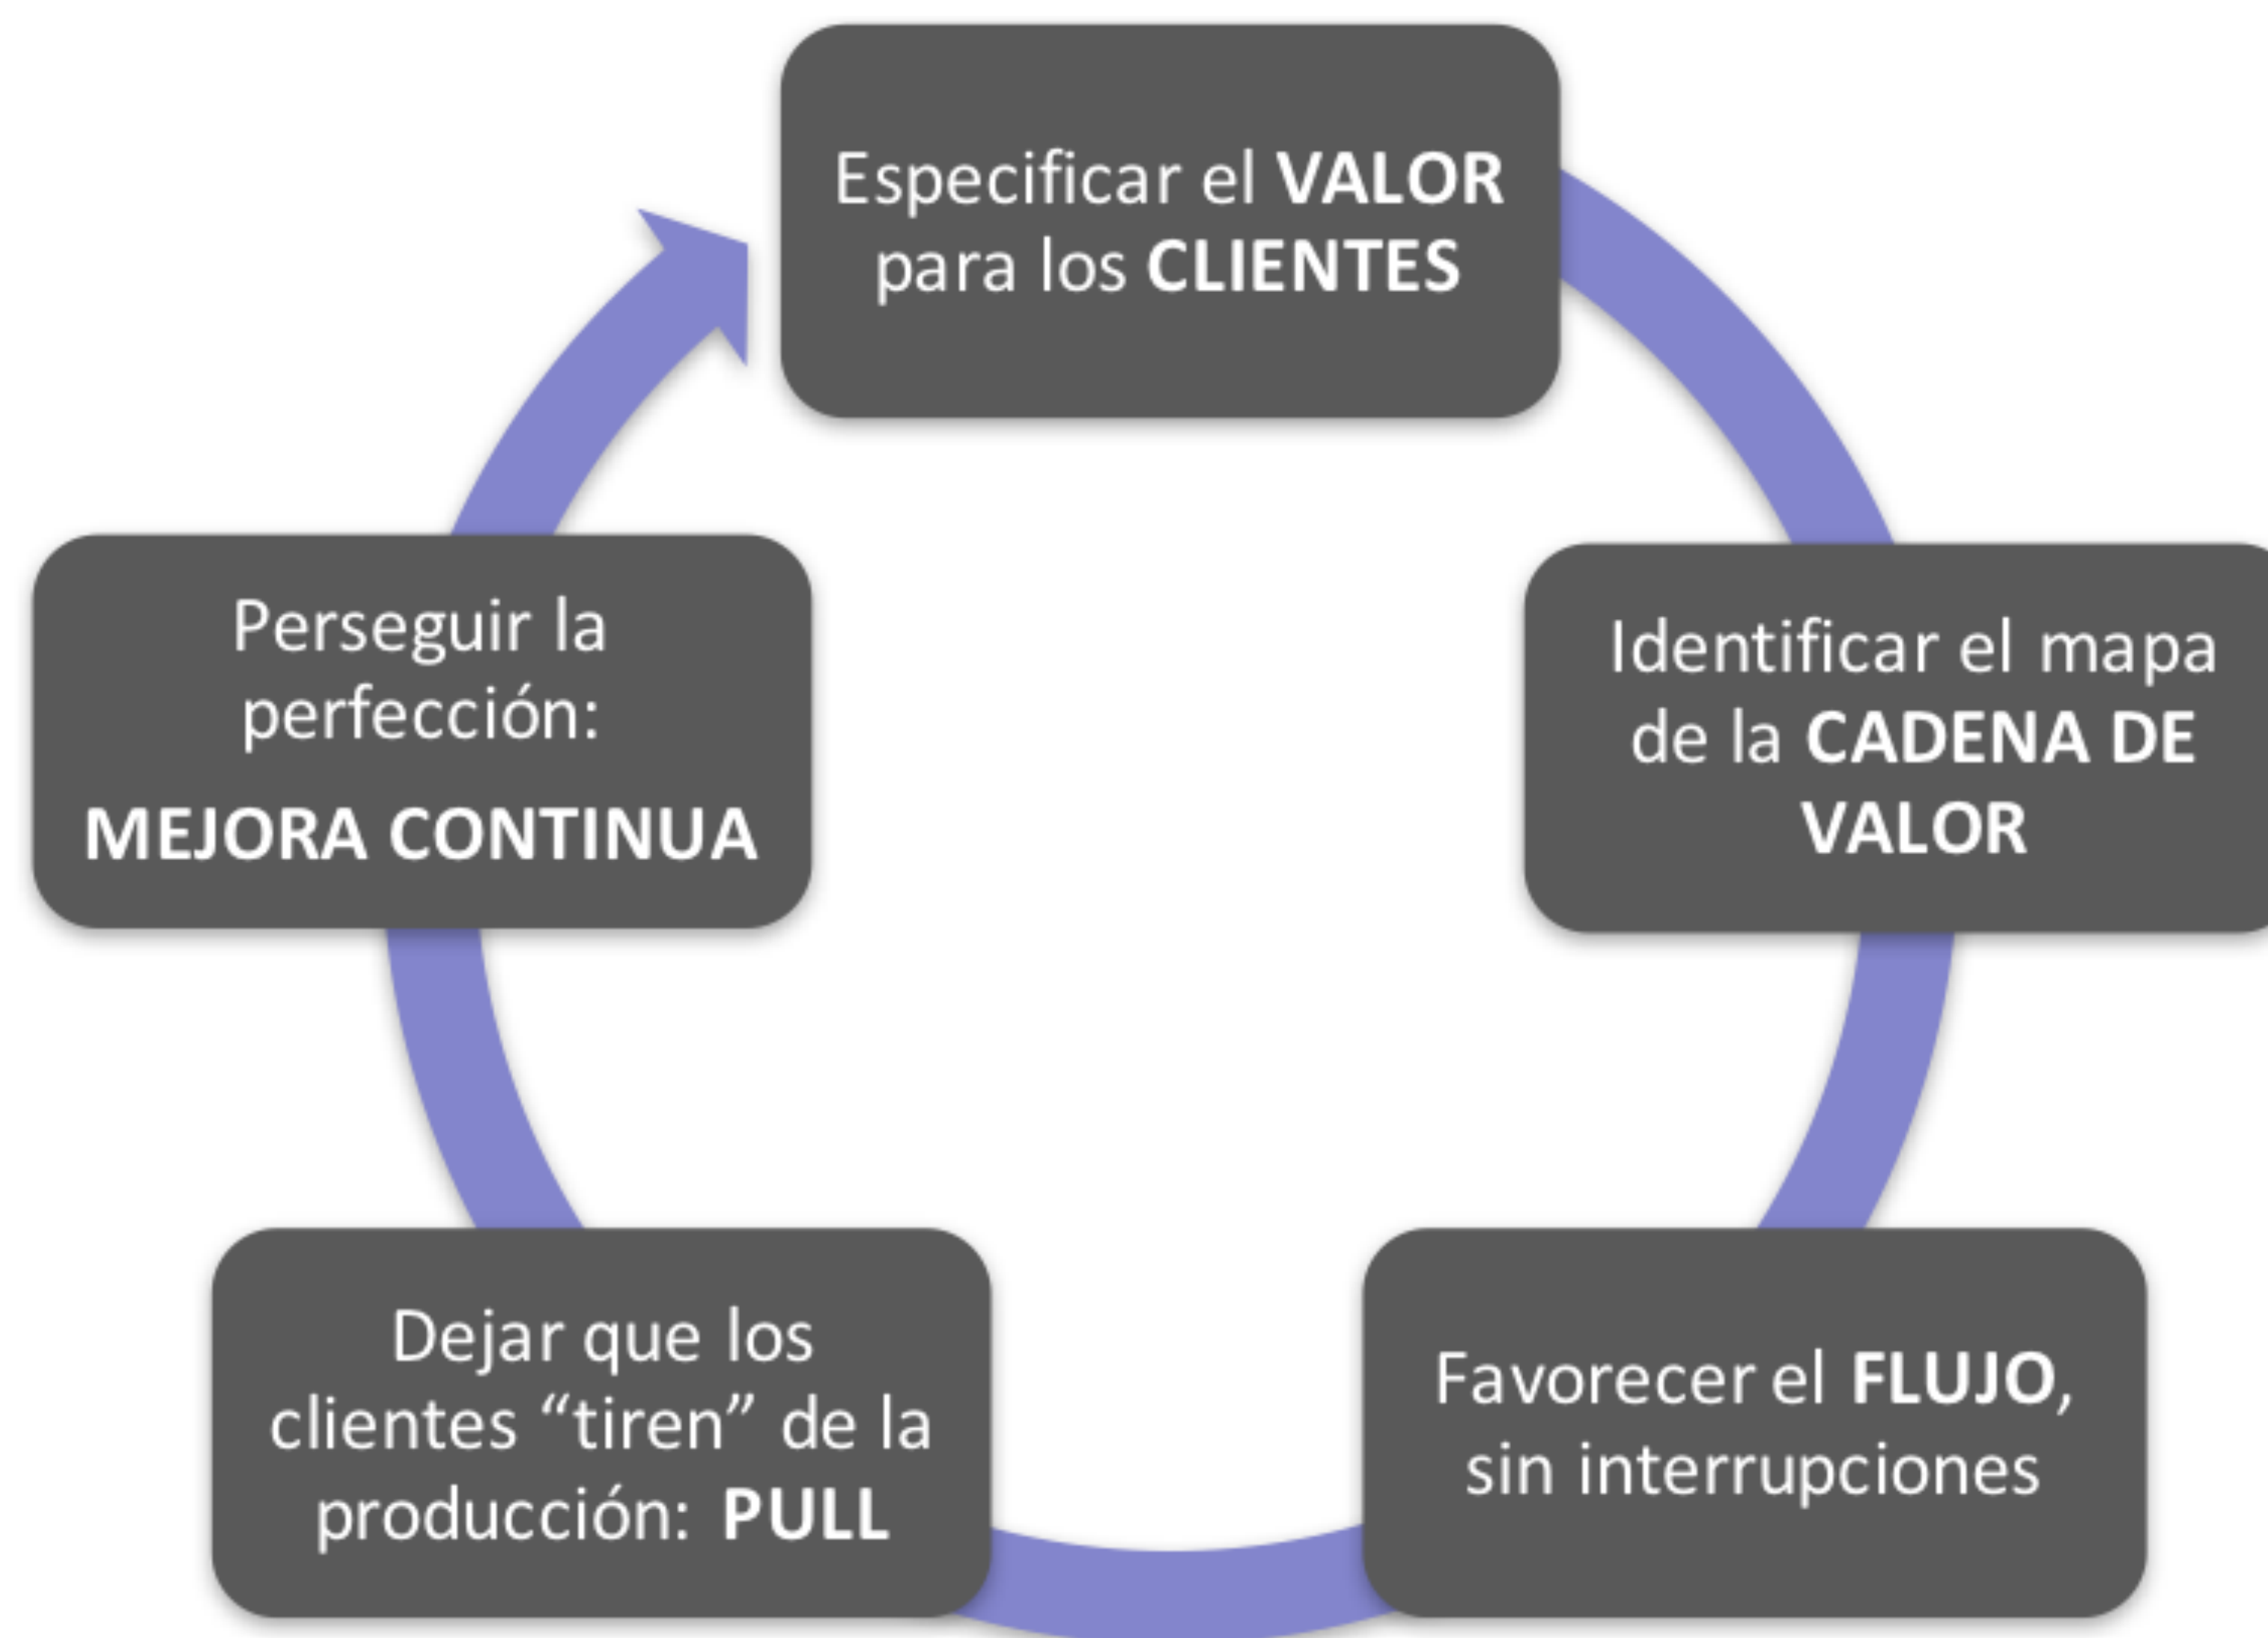 Especificar el VALOR
para los CLIENTES
Identificar el mapa
de la CADENA DE
VALOR
Favorecer el FLUJO,
sin interrupciones
Dejar que los
clientes “tiren” de la
producción: PULL
Perseguir la
perfección:
MEJORA CONTINUA